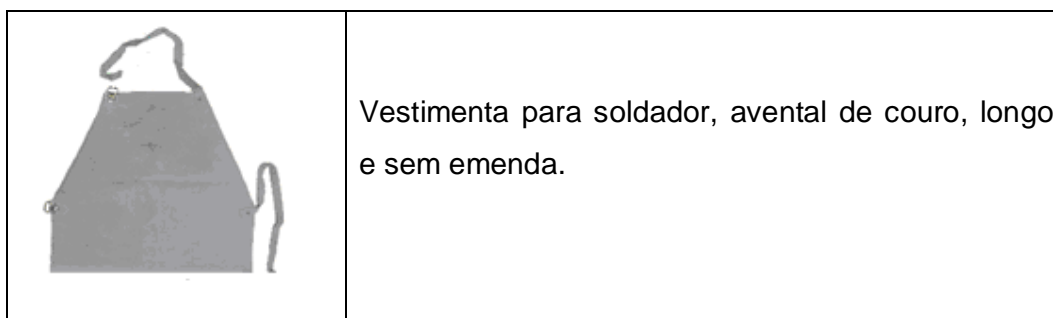 Vestimenta para soldador, avental de couro, longo
e sem emenda.